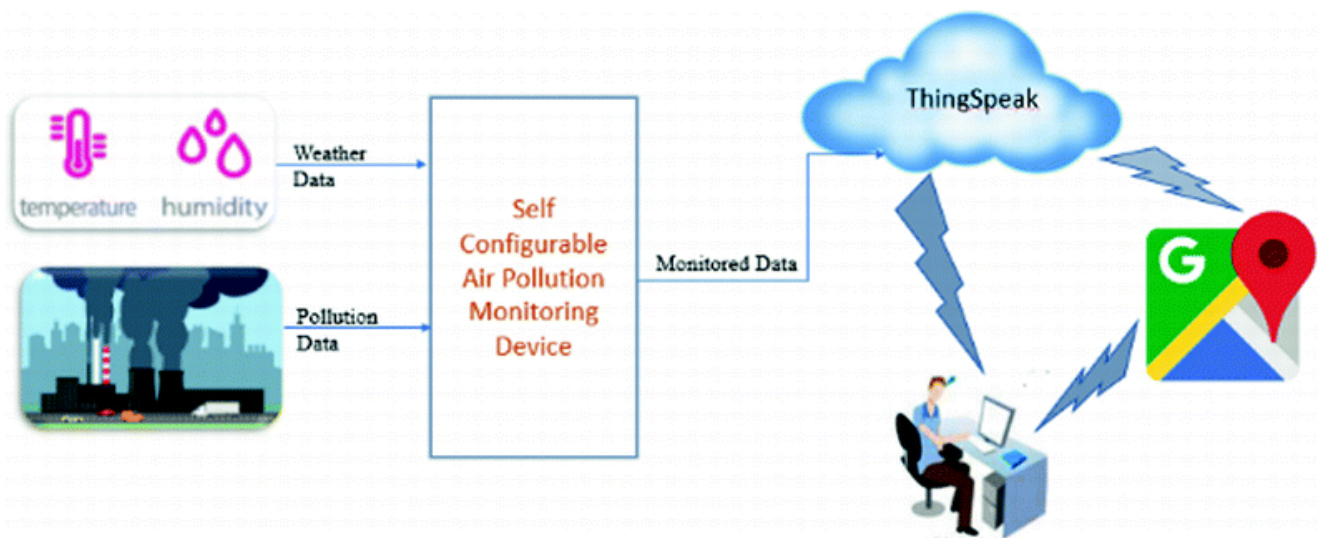 temperature
humidity
Weather
Data
Pollution
Data
Self
Configurable
Air Pollution
Monitoring
Device
Monitored Data
ThingSpeak
G